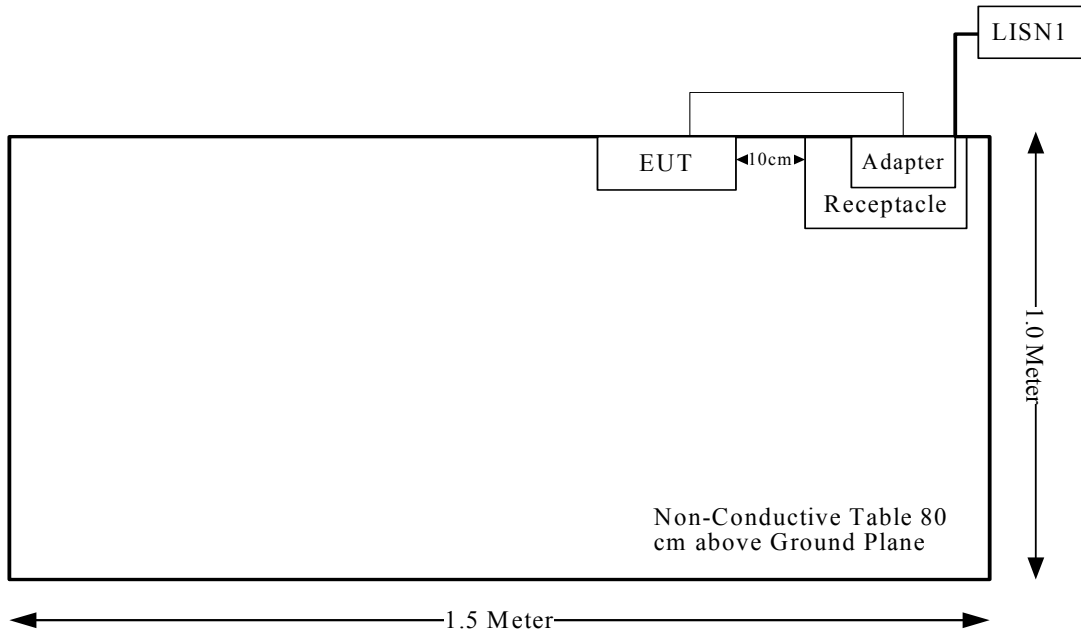 LISN1
EUT
10cm
Adapter
Receptacle
1.0 Meter
Non-Conductive Table 80
cm above Ground Plane
1.5 Meter